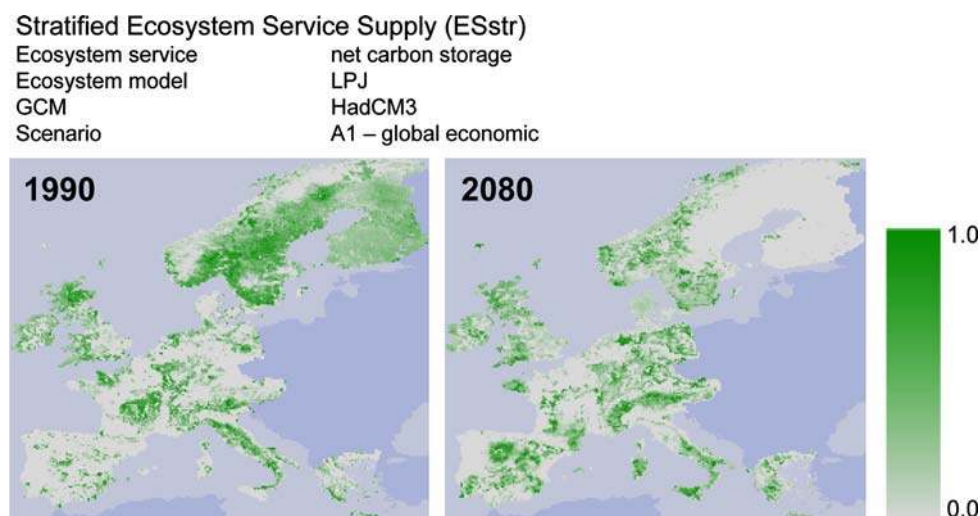 Stratified Ecosystem Service Supply (ESstr)
Ecosystem service net carbon storage
Ecosystem model LPJ
GCM HadCM3
Scenario A1 – global economic
1990 2080
1.0
0.0